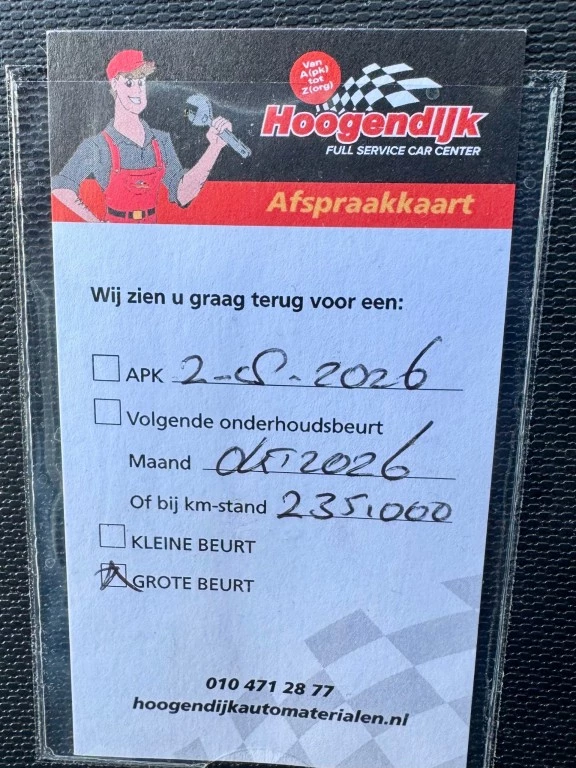 Van
A(pk)
tot
Z(org)
Hoogendijk
FULL SERVICE CAR CENTER
Afspraakkaart
Wij zien u graag terug voor een:
APK 2-8-2026
Volgende onderhoudsbeurt
Maand okt 2026
Of bij km-stand 235.000
KLEINE BEURT
GROTE BEURT
010 471 28 77
hoogendijkautomaterialen.nl